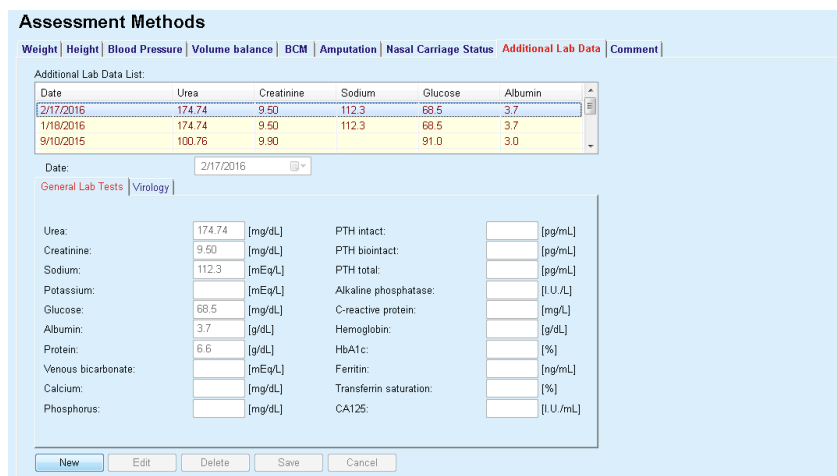 Assessment Methods
Weight Height Blood Pressure Volume balance BCM Amputation Nasal Carriage Status Additional Lab Data Comment
Additional Lab Data List:
Date Urea Creatinine Sodium Glucose Albumin
2/17/2016 174.74 9.50 112.3 68.5 3.7
1/18/2016 174.74 9.50 112.3 68.5 3.7
9/10/2015 100.76 9.90 91.0 3.0
Date: 2/17/2016
General Lab Tests Virology
Urea: 174.74 [mg/dL] PTH intact: [pg/mL]
Creatinine: 9.50 [mg/dL] PTH biointact: [pg/mL]
Sodium: 112.3 [mEq/L] PTH total: [pg/mL]
Potassium: [mEq/L] Alkaline phosphatase: [I.U./L]
Glucose: 68.5 [mg/dL] C-reactive protein: [mg/L]
Albumin: 3.7 [g/dL] Hemoglobin: [g/dL]
Protein: 6.6 [g/dL] HbA1c: [%]
Venous bicarbonate: [mEq/L] Ferritin: [ng/mL]
Calcium: [mg/dL] Transferrin saturation: [%]
Phosphorus: [mg/dL] CA125: [I.U./mL]
New Edit Delete Save Cancel